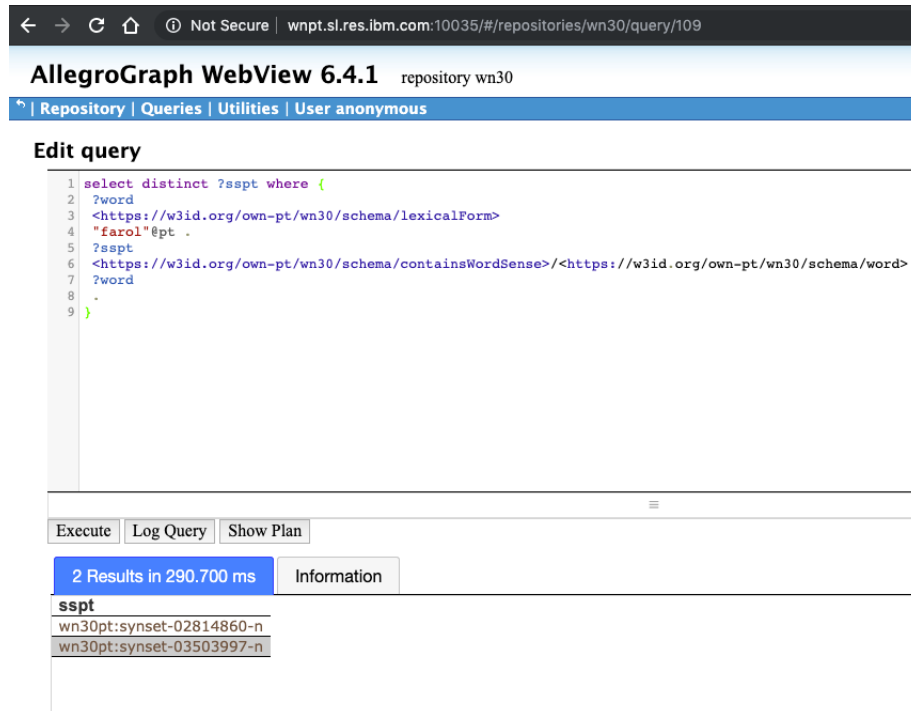 Not Secure | wnpt.sl.res.ibm.com:10035/#/repositories/wn30/query/109
AllegroGraph WebView 6.4.1 repository wn30
| Repository | Queries | Utilities | User anonymous
Edit query
1 select distinct ?sspt where {
2 ?word
3 <https://w3id.org/own-pt/wn30/schema/lexicalForm>
4 "farol"@pt .
5 ?sspt
6 <https://w3id.org/own-pt/wn30/schema/containsWordSense>/<https://w3id.org/own-pt/wn30/schema/word>
7 ?word
8 .
9 }
Execute Log Query Show Plan
2 Results in 290.700 ms Information
sspt
wn30pt:synset-02814860-n
wn30pt:synset-03503997-n